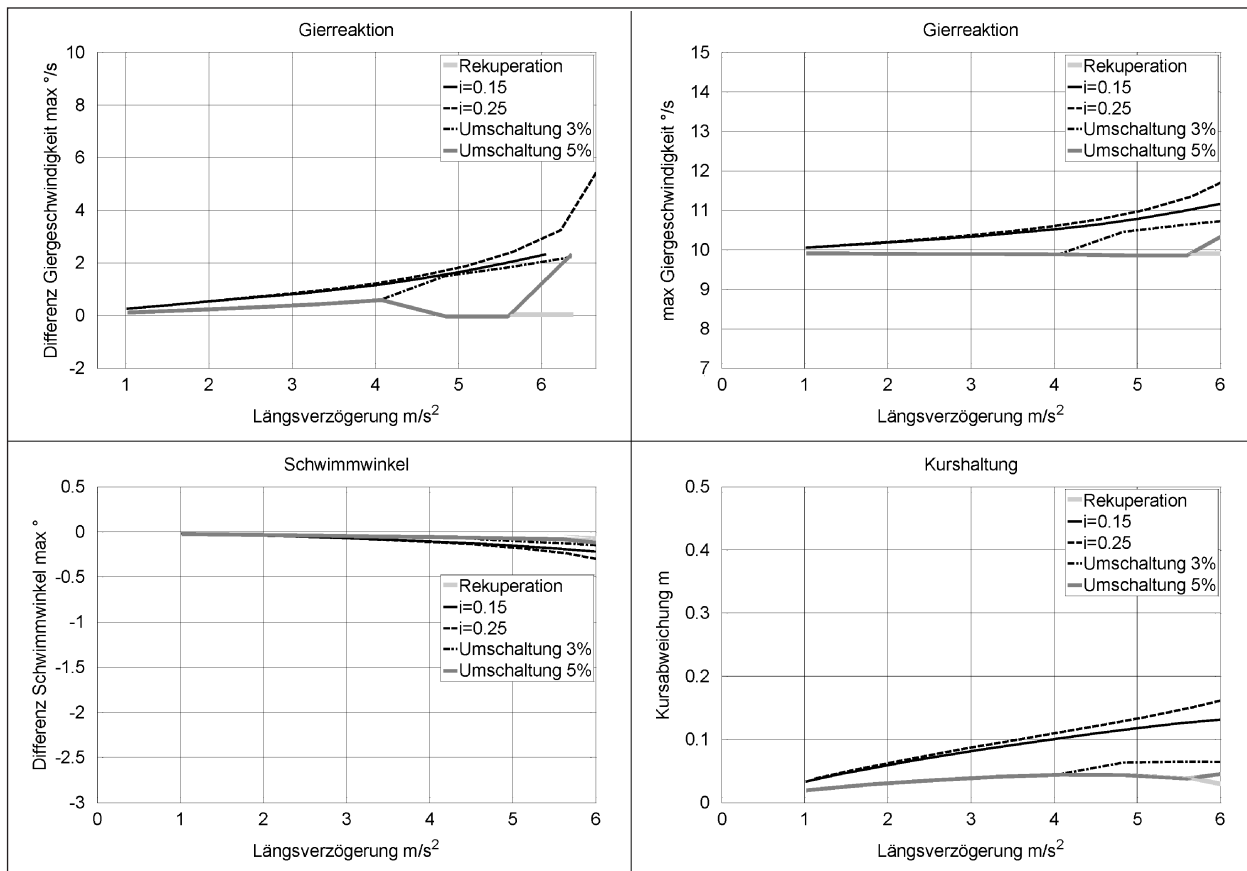 Gierreaktion
Differenz Giergeschwindigkeit max °/s
10
8
6
4
2
0
-2
Rekuperation
i=0.15
i=0.25
Umschaltung 3%
Umschaltung 5%
1 2 3 4 5 6
Längsverzögerung m/s²
Gierreaktion
max Giergeschwindigkeit °/s
15
14
13
12
11
10
9
8
7
Rekuperation
i=0.15
i=0.25
Umschaltung 3%
Umschaltung 5%
0 1 2 3 4 5 6
Längsverzögerung m/s²
Schwimmwinkel
Differenz Schwimmwinkel max °
0.5
0
-0.5
-1
-1.5
-2
-2.5
-3
Rekuperation
i=0.15
i=0.25
Umschaltung 3%
Umschaltung 5%
0 1 2 3 4 5 6
Längsverzögerung m/s²
Kurshaltung
Kursabweichung m
0.5
0.4
0.3
0.2
0.1
0
Rekuperation
i=0.15
i=0.25
Umschaltung 3%
Umschaltung 5%
0 1 2 3 4 5 6
Längsverzögerung m/s²